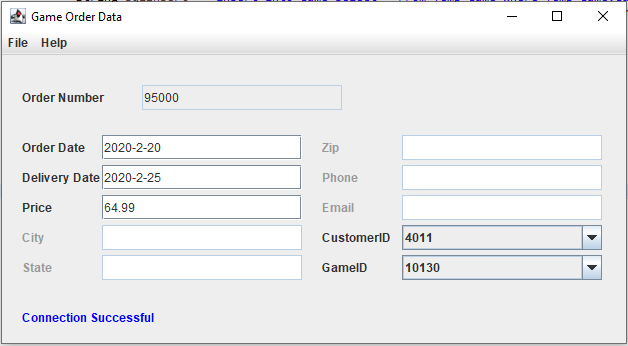 Game Order Data
File Help
Order Number 95000
Order Date 2020-2-20 Zip
Delivery Date 2020-2-25 Phone
Price 64.99 Email
City CustomerID 4011
State GameID 10130
Connection Successful